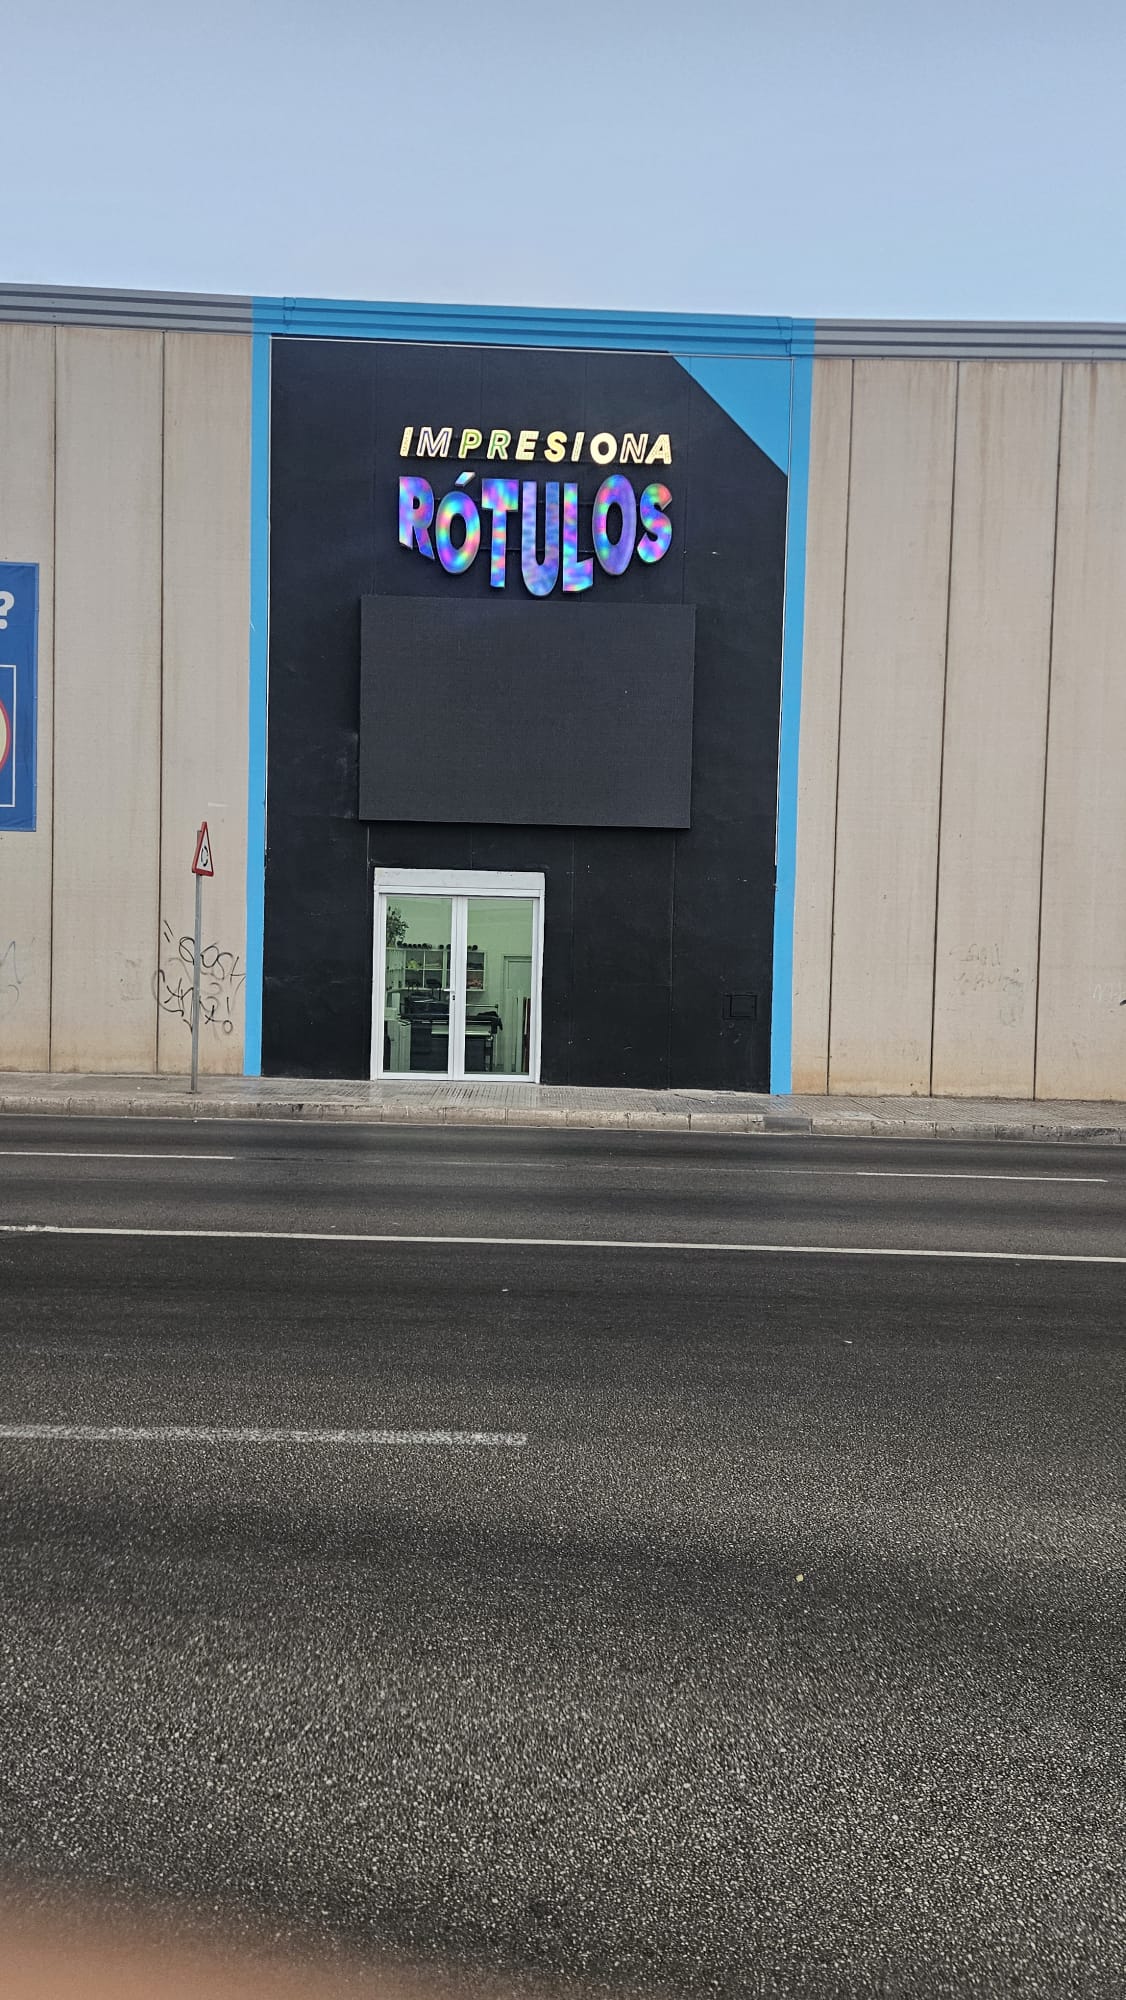 IMPRESIONA
RÓTULOS
?